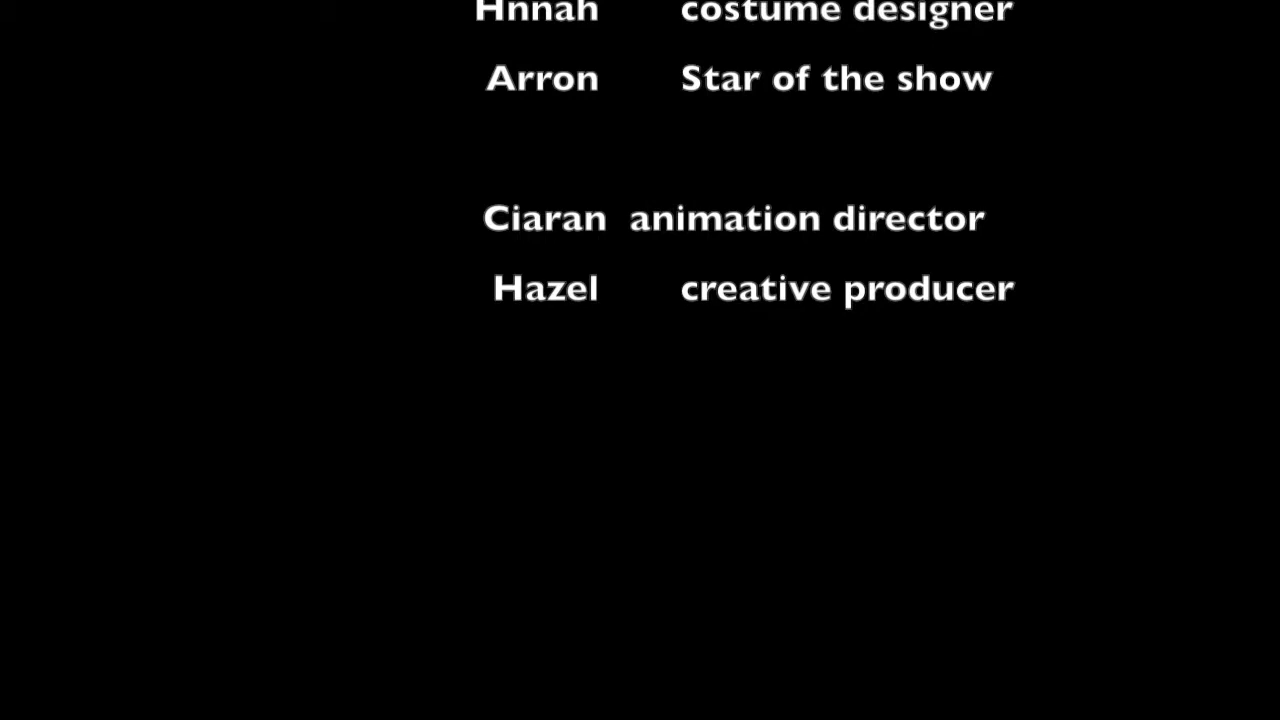 Hnnah costume designer
Arron Star of the show
Ciaran animation director
Hazel creative producer